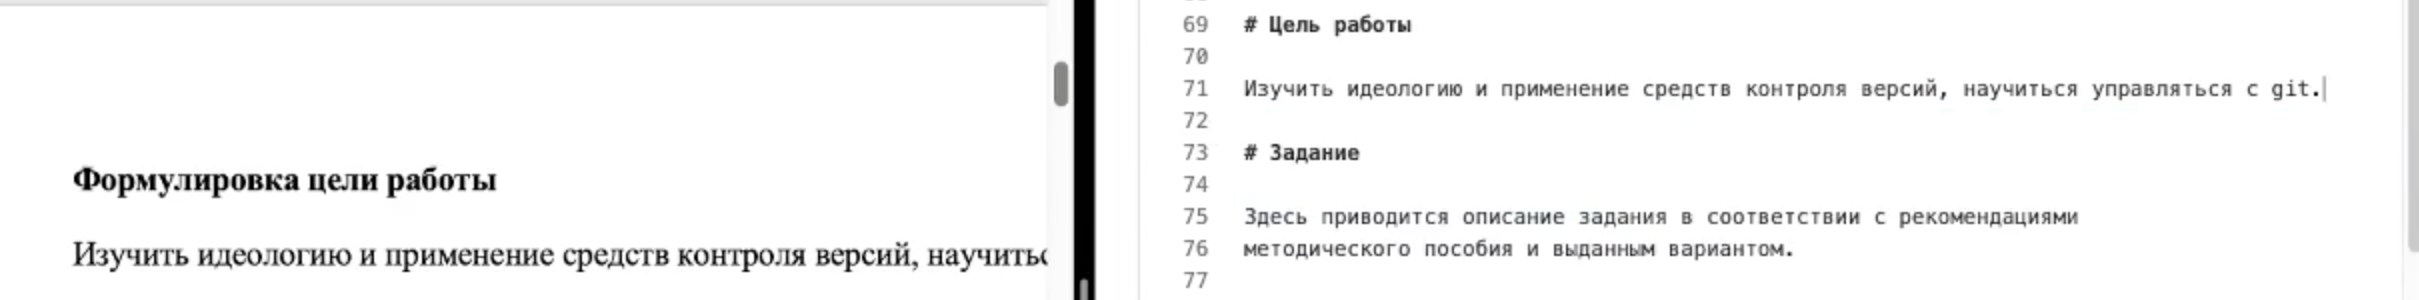 Формулировка цели работы
Изучить идеологию и применение средств контроля версий,
69 # Цель работы
70
71 Изучить идеологию и применение средств контроля версий, научиться управляться с git.
72
73 # Задание
74
75 Здесь приводится описание задания в соответствии с рекомендациями
76 методического пособия и выданным вариантом.
77